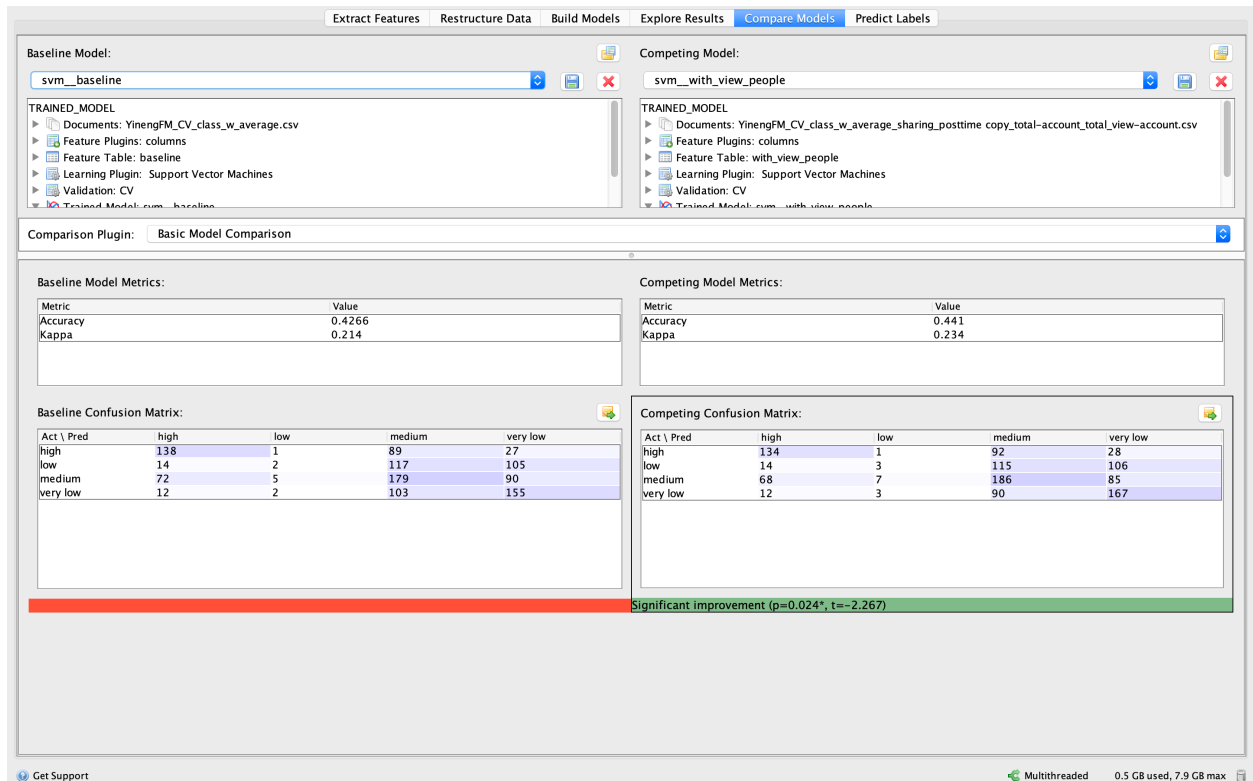 Extract Features Restructure Data Build Models Explore Results Compare Models Predict Labels
Baseline Model:
svm__baseline
TRAINED_MODEL
Documents: YinengFM_CV_class_w_average.csv
Feature Plugins: columns
Feature Table: baseline
Learning Plugin: Support Vector Machines
Validation: CV
Trained Model: svm__baseline
Competing Model:
svm__with_view_people
TRAINED_MODEL
Documents: YinengFM_CV_class_w_average_sharing_posttime copy_total-account_total_view-account.csv
Feature Plugins: columns
Feature Table: with_view_people
Learning Plugin: Support Vector Machines
Validation: CV
Trained Model: svm__with_view_people
Comparison Plugin: Basic Model Comparison
Baseline Model Metrics:
Metric Value
Accuracy 0.4266
Kappa 0.214
Competing Model Metrics:
Metric Value
Accuracy 0.441
Kappa 0.234
Baseline Confusion Matrix:
Act \ Pred high low medium very low
high 138 1 89 27
low 14 2 117 105
medium 72 5 179 90
very low 12 2 103 155
Competing Confusion Matrix:
Act \ Pred high low medium very low
high 134 1 92 28
low 14 3 115 106
medium 68 7 186 85
very low 12 3 90 167
Significant improvement (p=0.024*, t=-2.267)
Get Support
Multithreaded 0.5 GB used, 7.9 GB max